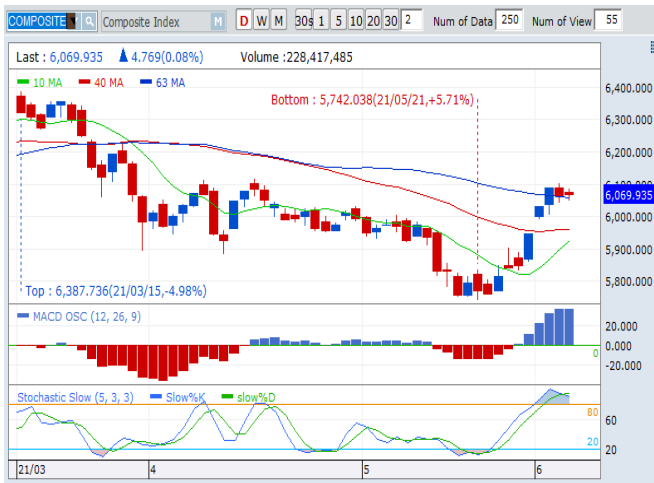 COMPOSITE Composite Index M D W M 30s 1 5 10 20 30 2 Num of Data 250 Num of View 55
Last : 6,069.935 ▲ 4.769(0.08%) Volume :228,417,485
10 MA 40 MA 63 MA
Bottom : 5,742.038(21/05/21,+5.71%)
6,400.000
6,300.000
6,200.000
6,100.000
6,069.935
6,000.000
5,900.000
5,800.000
Top : 6,387.736(21/03/15,-4.98%)
MACD OSC (12, 26, 9)
20.000
0.000
0
-20.000
Stochastic Slow (5, 3, 3) Slow%K slow%D
80
60
20
20
21/03 4 5 6